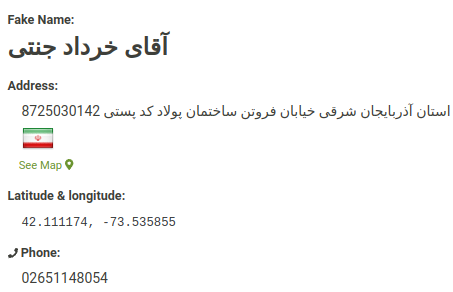 Fake Name:
آقای خرداد جنتی
Address:
استان آذربایجان شرقی خیابان فروتن ساختمان پولاد کد پستی 8725030142
See Map
Latitude & longitude:
42.111174, -73.535855
Phone:
02651148054